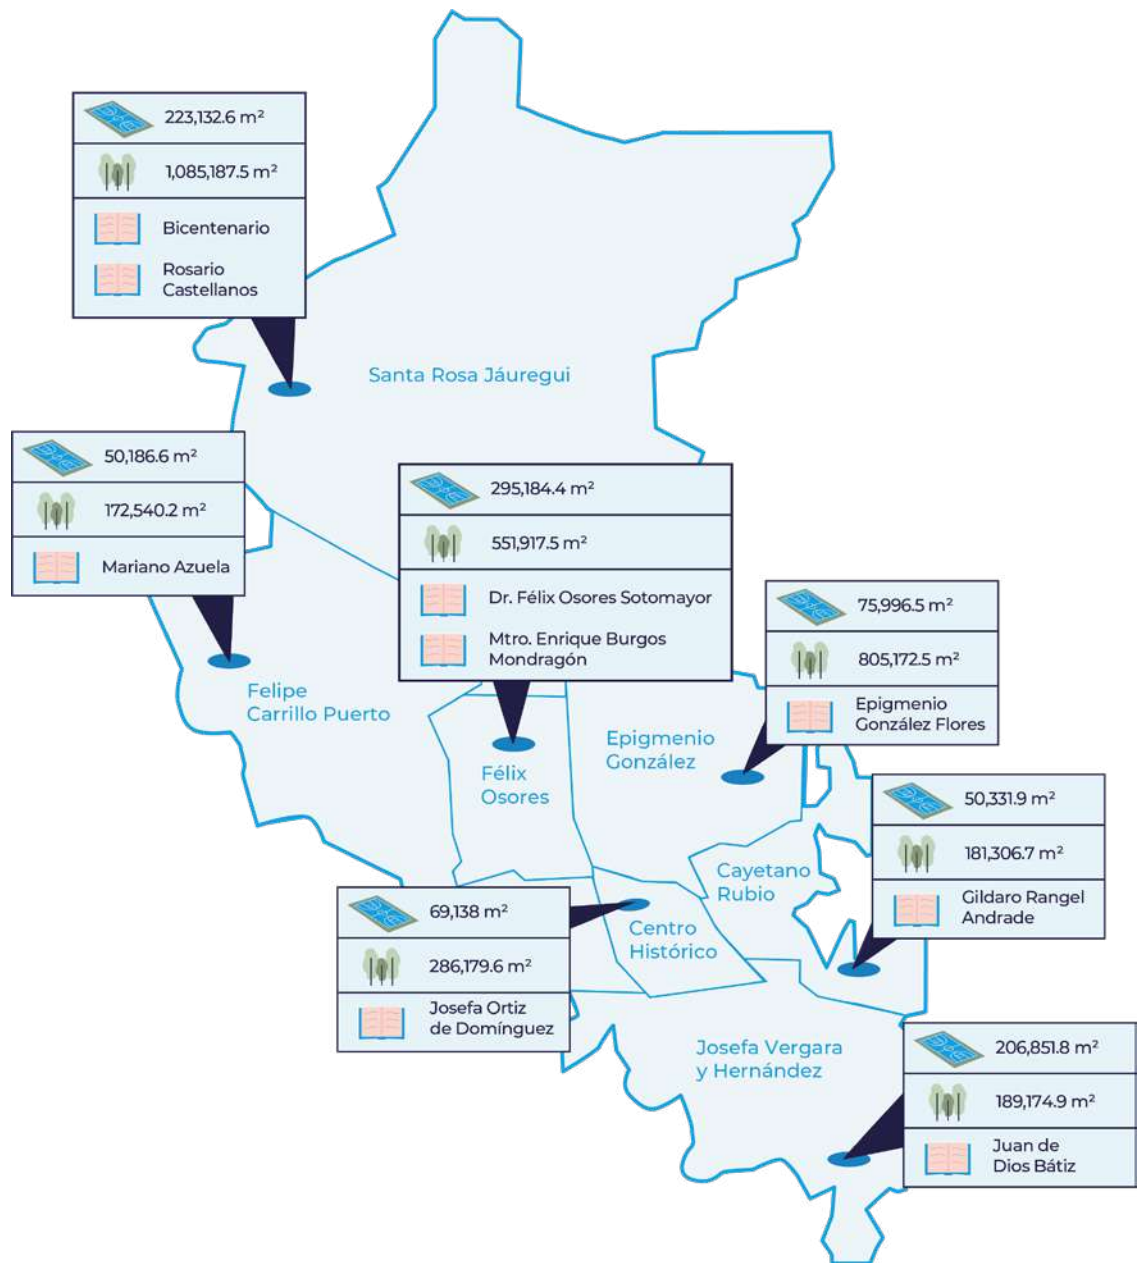 223,132.6 m²
1,085,187.5 m²
Bicentenario
Rosario
Castellanos
Santa Rosa Jáuregui
50,186.6 m²
172,540.2 m²
Mariano Azuela
295,184.4 m²
551,917.5 m²
Dr. Félix Osores Sotomayor
Mtro. Enrique Burgos
Mondragón
75,996.5 m²
805,172.5 m²
Epigmenio
González Flores
Felipe
Carrillo Puerto
Félix
Osores
Epigmenio
González
50,331.9 m²
181,306.7 m²
Gildaro Rangel
Andrade
Cayetano
Rubio
69,138 m²
286,179.6 m²
Josefa Ortiz
de Domínguez
Centro
Histórico
Josefa Vergara
y Hernández
206,851.8 m²
189,174.9 m²
Juan de
Dios Bátiz